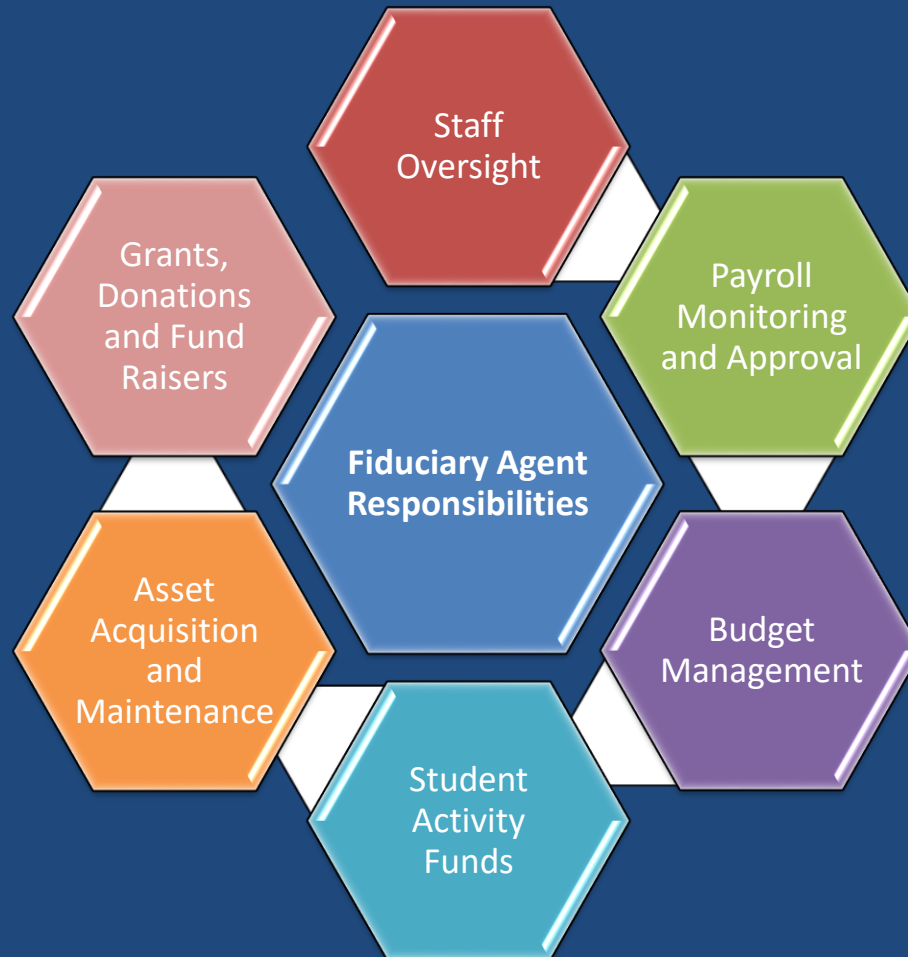 Staff
Oversight
Grants,
Donations
and Fund
Raisers
Payroll
Monitoring
and Approval
Fiduciary Agent
Responsibilities
Asset
Acquisition
and
Maintenance
Budget
Management
Student
Activity
Funds